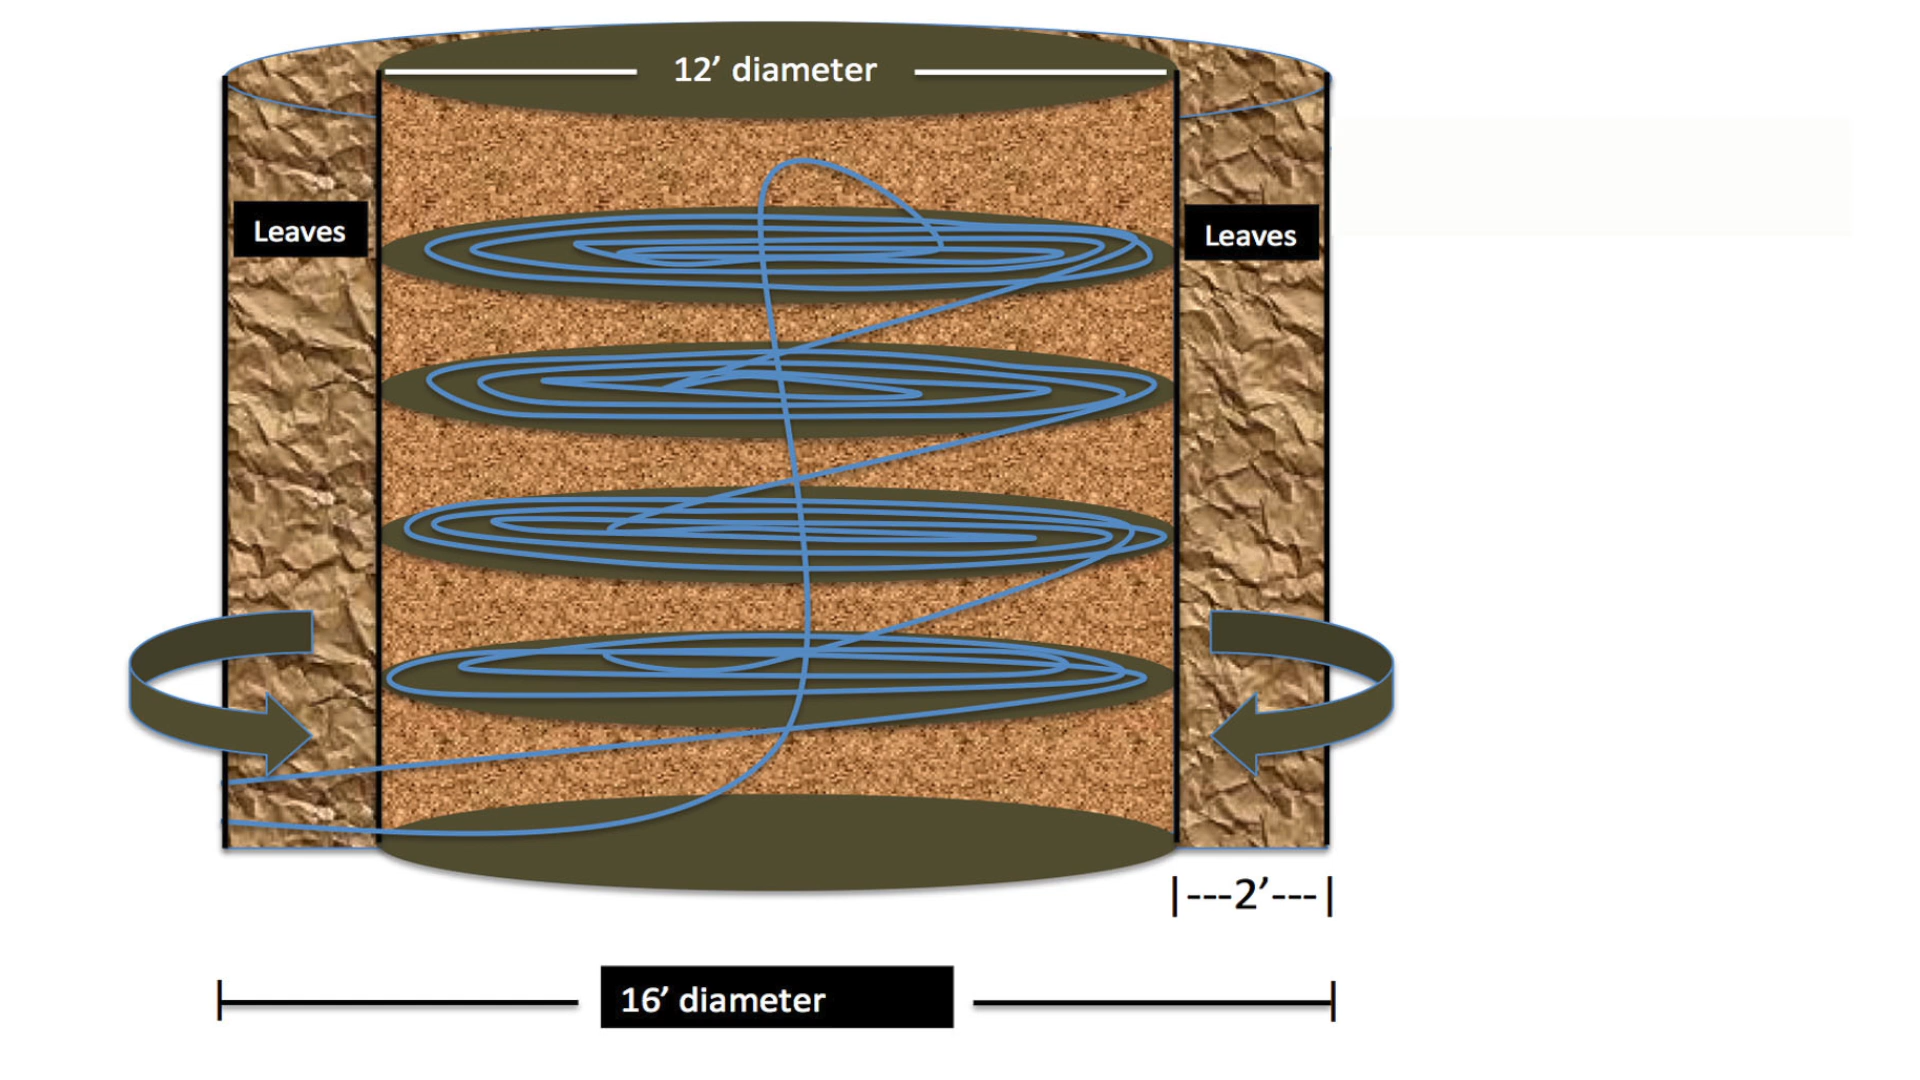 12’ diameter
Leaves
Leaves
|---2’---|
16’ diameter